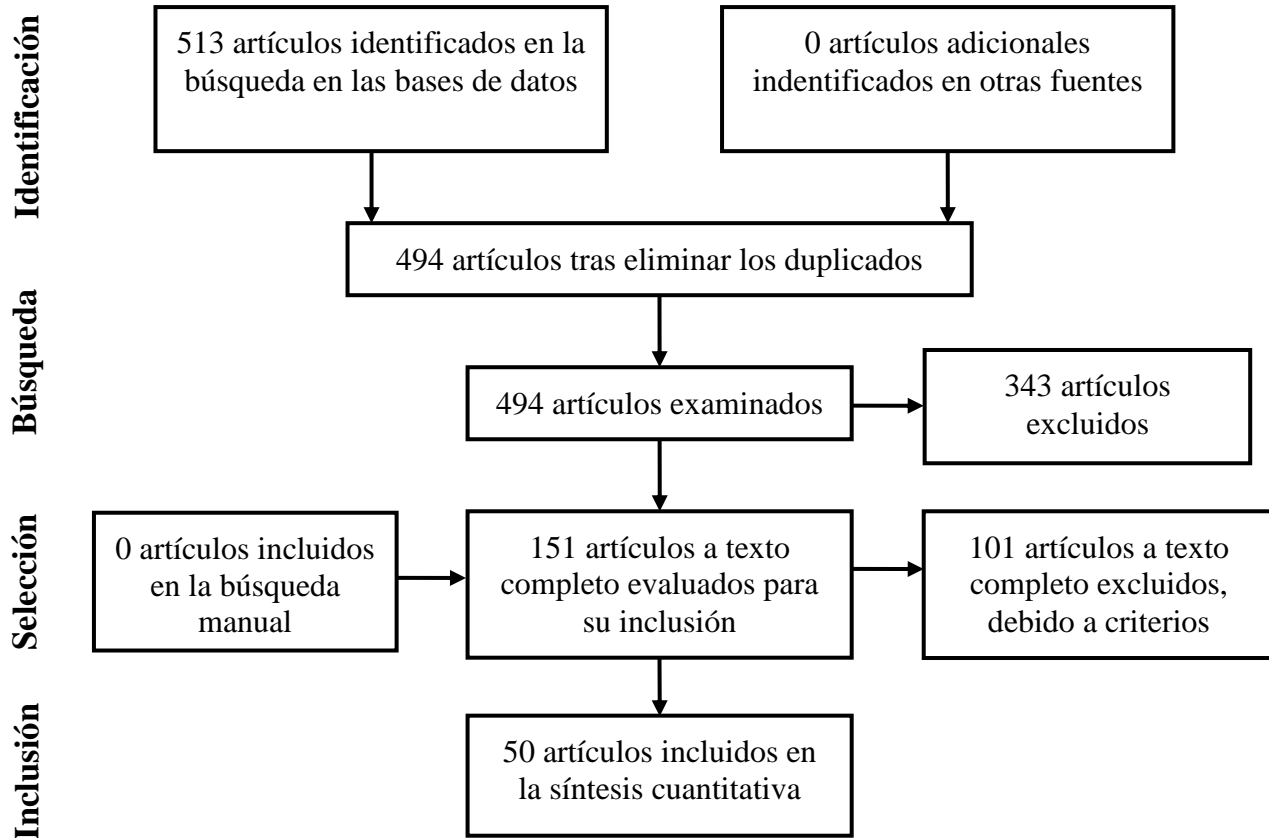 Identificación
513 artículos identificados en la
búsqueda en las bases de datos
0 artículos adicionales
indentificados en otras fuentes
494 artículos tras eliminar los duplicados
Búsqueda
494 artículos examinados
343 artículos
excluidos
Selección
0 artículos incluidos
en la búsqueda
manual
151 artículos a texto
completo evaluados para
su inclusión
101 artículos a texto
completo excluidos,
debido a criterios
Inclusión
50 artículos incluidos en
la síntesis cuantitativa